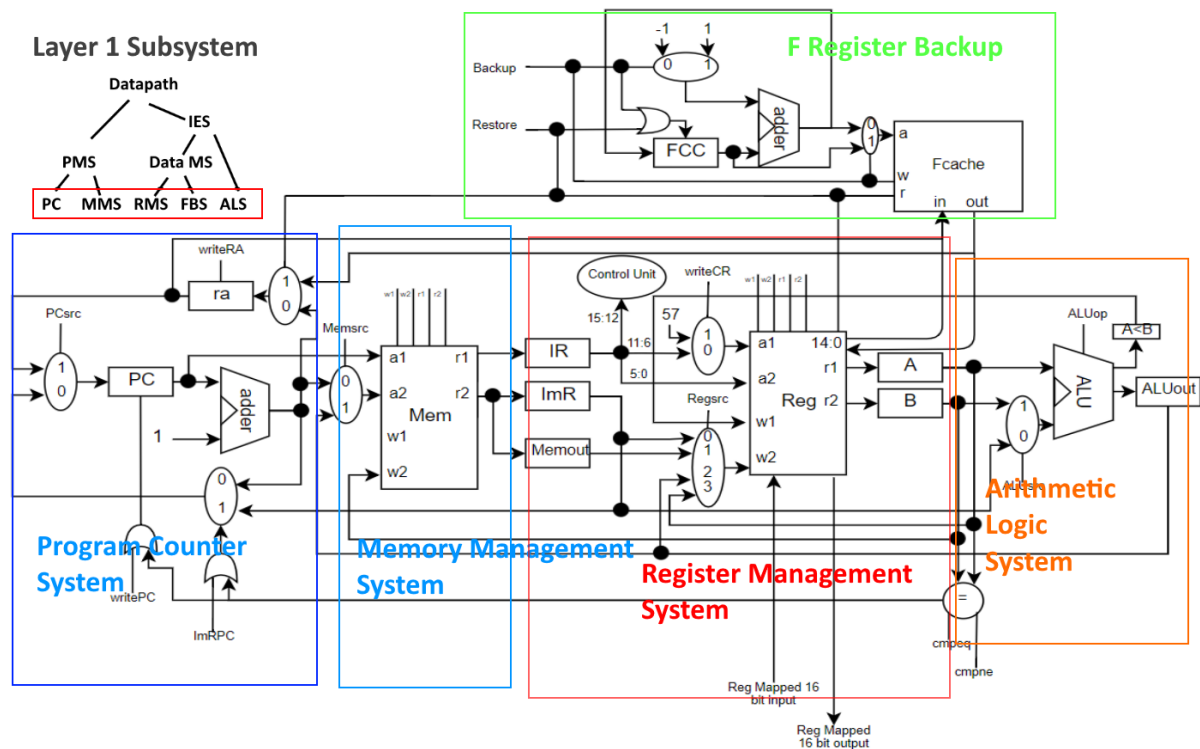 Layer 1 Subsystem
Datapath
IES
PMS
Data MS
PC
MMS
RMS
FBS
ALS
F Register Backup
-1
1
Backup
0
1
Restore
adder
FCC
0
1
a
Fcache
w
r
in
out
writeRA
ra
1
0
PCsrc
1
0
PC
adder
1
Memsrc
0
1
0
1
Program Counter
System
writePC
ImRPC
w1
w2
r1
r2
a1
r1
a2
r2
Mem
w1
w2
Memory Management
System
Control Unit
15:12
IR
11:6
5:0
ImR
Memout
57
writeCR
1
0
Regsrc
0
1
2
3
w1
w2
r1
r2
a1
14:0
r1
a2
Reg
r2
w1
w2
A
B
Register Management
System
Reg Mapped 16
bit input
Reg Mapped
16 bit output
ALUop
A<B
ALU
ALUout
1
0
Arithmetic
Logic
System
=
cmpeq
cmpne